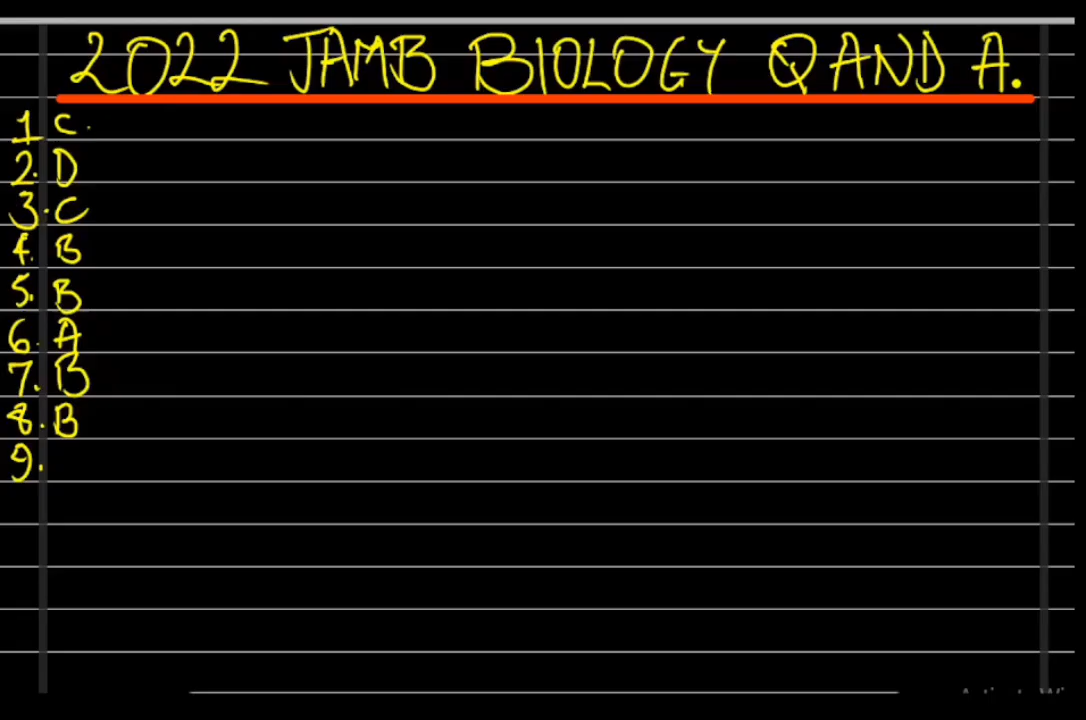 2022 JAMB BIOLOGY Q AND A.
1 C.
2. D
3. C
4. B
5. B
6. A
7. B
8. B
9.